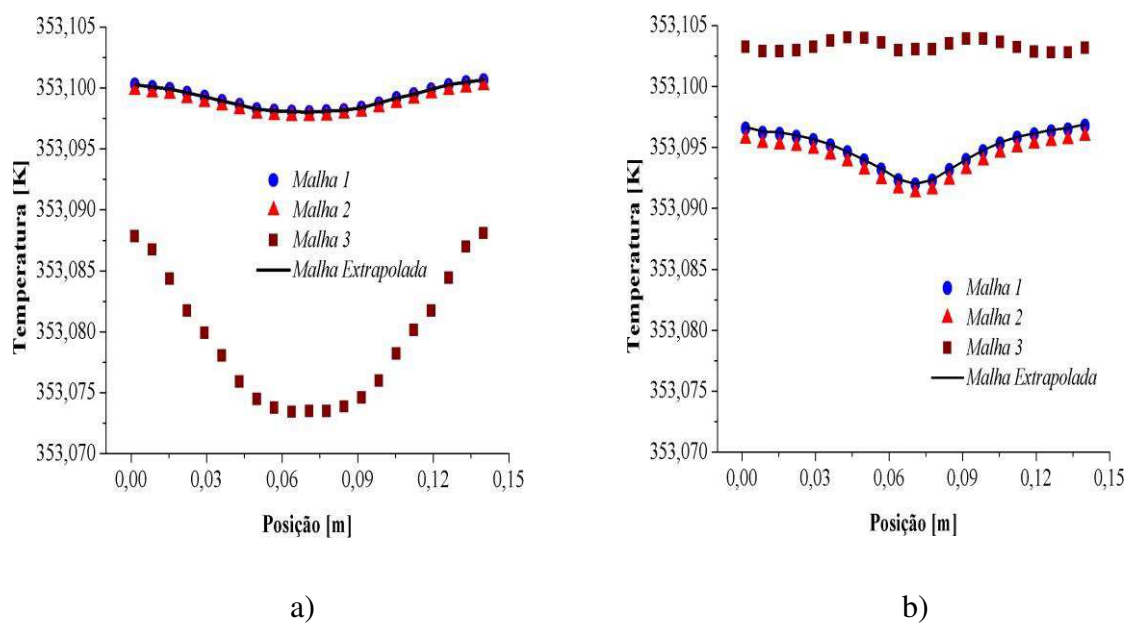 353,105
353,100
353,095
353,090
353,085
353,080
353,075
353,070
Temperatura [K]
Malha 1
Malha 2
Malha 3
Malha Extrapolada
0,00 0,03 0,06 0,09 0,12 0,15
Posição [m]
a)
353,105
353,100
353,095
353,090
353,085
353,080
353,075
353,070
Temperatura [K]
Malha 1
Malha 2
Malha 3
Malha Extrapolada
0,00 0,03 0,06 0,09 0,12 0,15
Posição [m]
b)